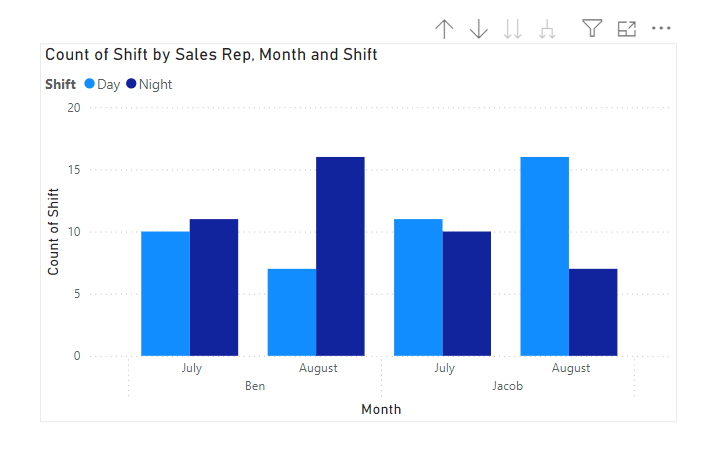 Count of Shift by Sales Rep, Month and Shift
Shift Day Night
20
15
10
5
0
Count of Shift
July August July August
Ben Jacob
Month